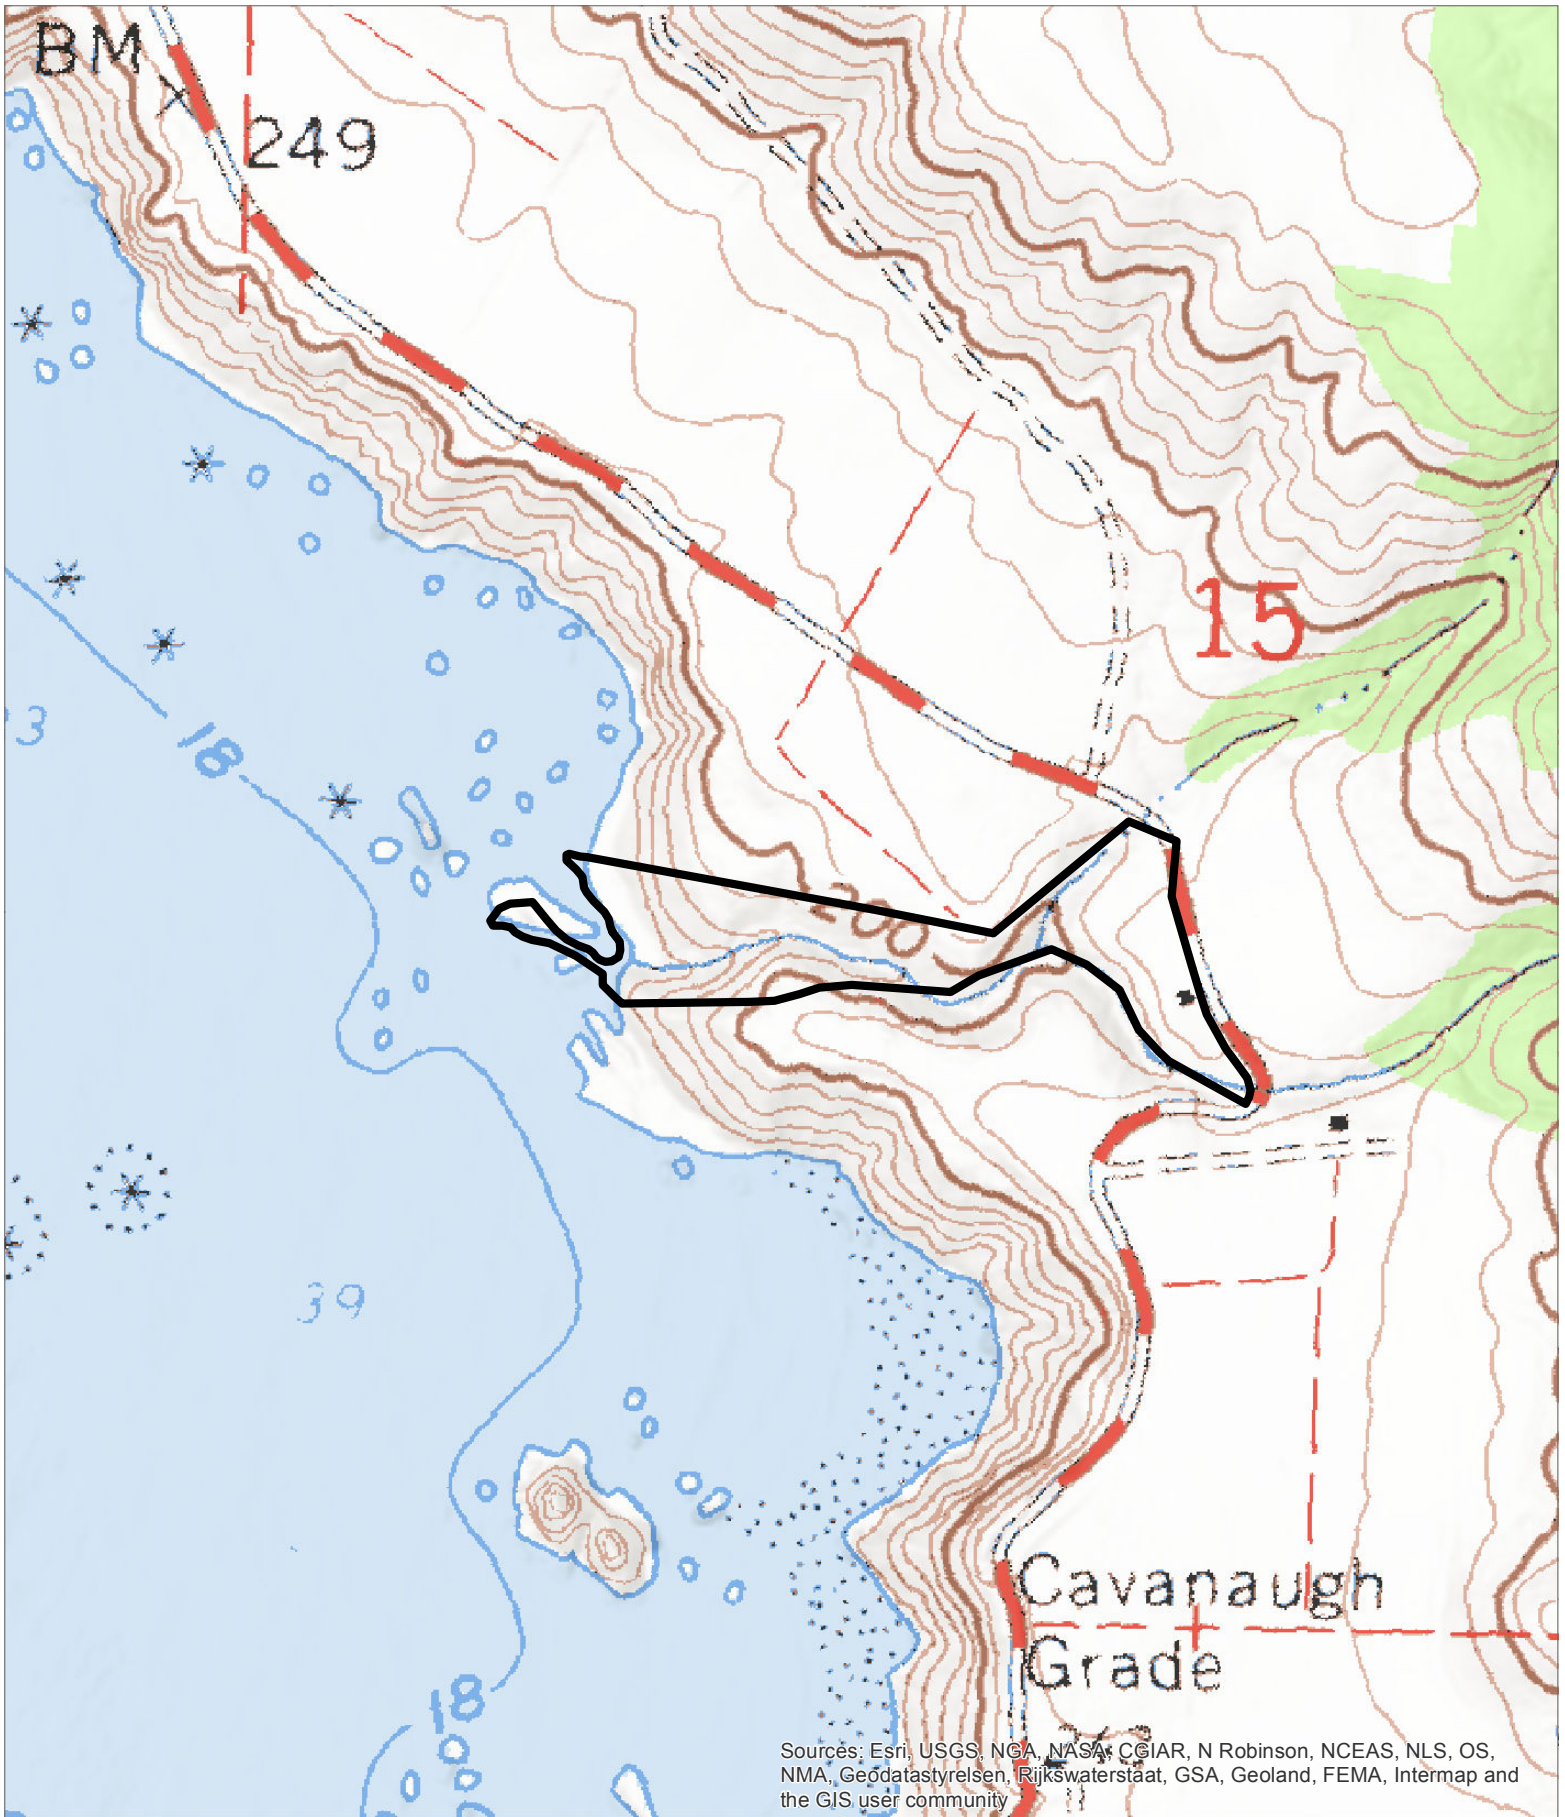 BM
249
15
3
18
200
39
Cavanaugh
Grade
18
Sources: Esri, USGS, NGA, NASA, CGIAR, N Robinson, NCEAS, NLS, OS,
NMA, Geodatastyrelsen, Rijkswaterstaat, GSA, Geoland, FEMA, Intermap and
the GIS user community